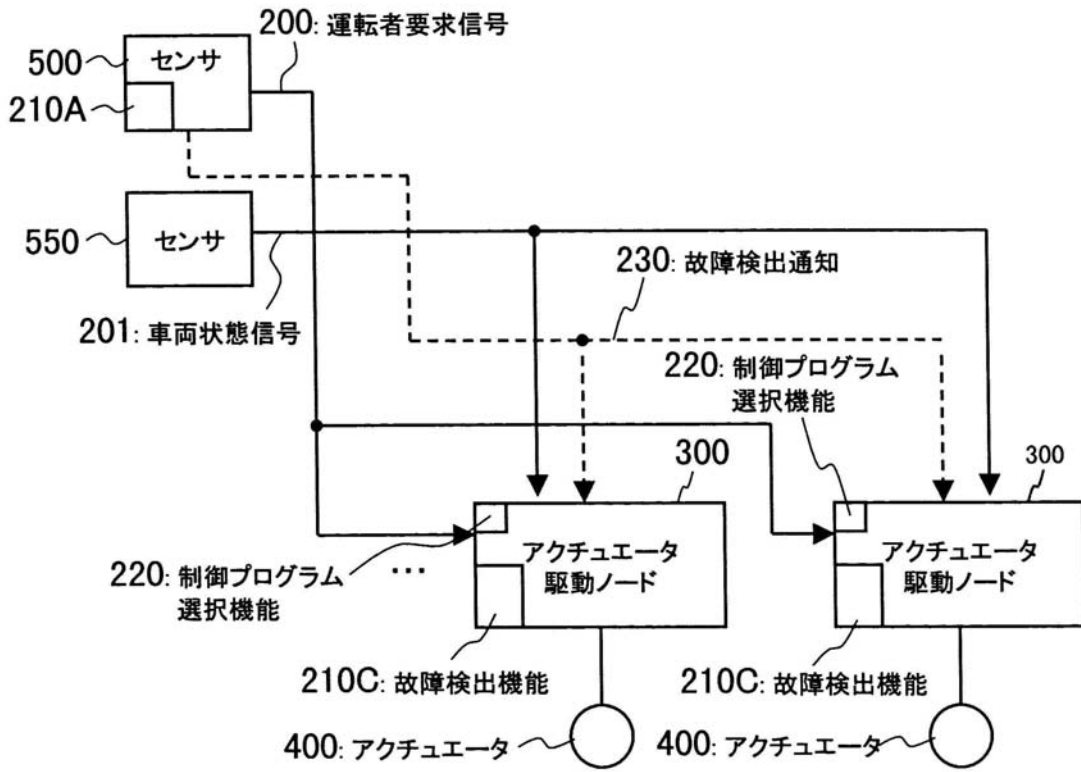 200: 運転者要求信号
500
センサ
210A
550
センサ
201: 車両状態信号
230: 故障検出通知
220: 制御プログラム
選択機能
300
300
アクチュエータ
駆動ノード
アクチュエータ
駆動ノード
220: 制御プログラム
選択機能
...
210C: 故障検出機能
210C: 故障検出機能
400: アクチュエータ
400: アクチュエータ